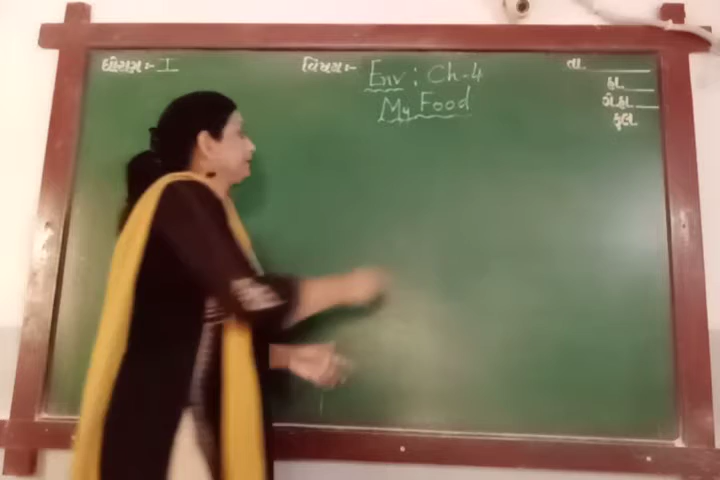 ધોરણ :- I
વિષય :- Env : Ch-4
My Food
તા.
હા.
ગે.હા.
કુલ